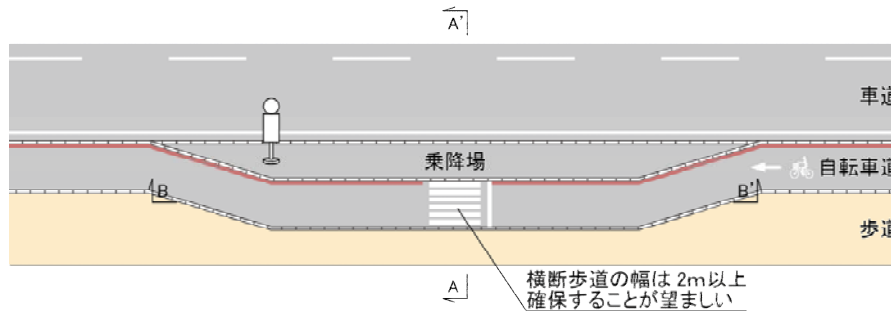 A'
車道
乗降場
自転車道
B
B'
歩道
A
横断歩道の幅は 2m以上
確保することが望ましい